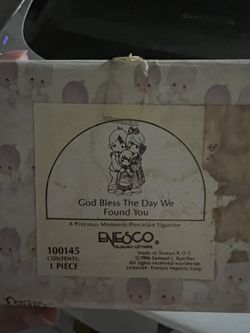 God Bless The Day We
Found You
A Precious Moments Porcelain Figurine
ENESCO
100145
CONTENTS:
1 PIECE
Made in Taiwan R.O.C.
©1986 Samuel J. Butcher
All rights reserved worldwide
Licensee: Enesco Imports Corp.